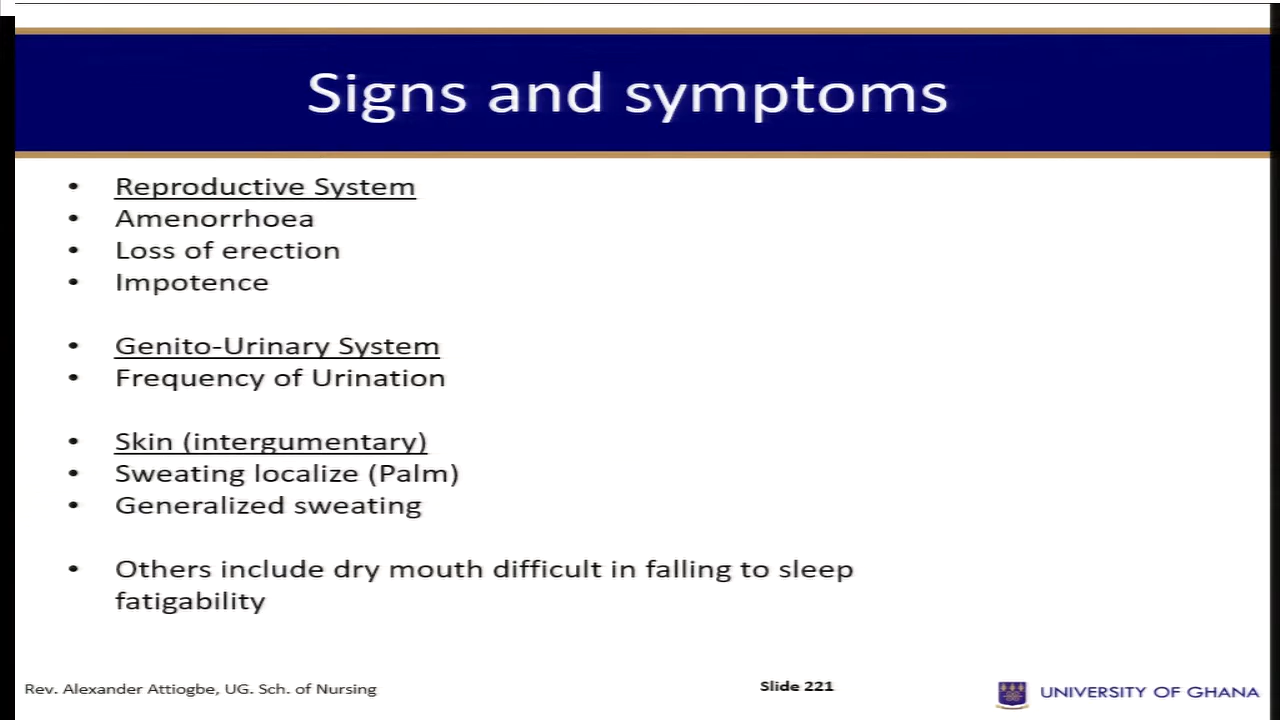 Signs and symptoms
• Reproductive System
• Amenorrhoea
• Loss of erection
• Impotence
• Genito-Urinary System
• Frequency of Urination
• Skin (intergumentary)
• Sweating localize (Palm)
• Generalized sweating
• Others include dry mouth difficult in falling to sleep
fatigability
Rev. Alexander Attiogbe, UG. Sch. of Nursing
Slide 221
UNIVERSITY OF GHANA